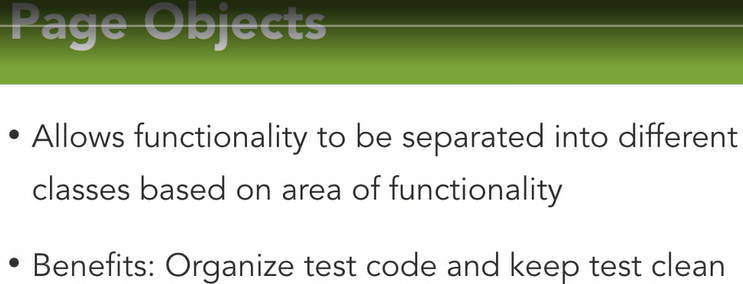 Page Objects
• Allows functionality to be separated into different
classes based on area of functionality
• Benefits: Organize test code and keep test clean